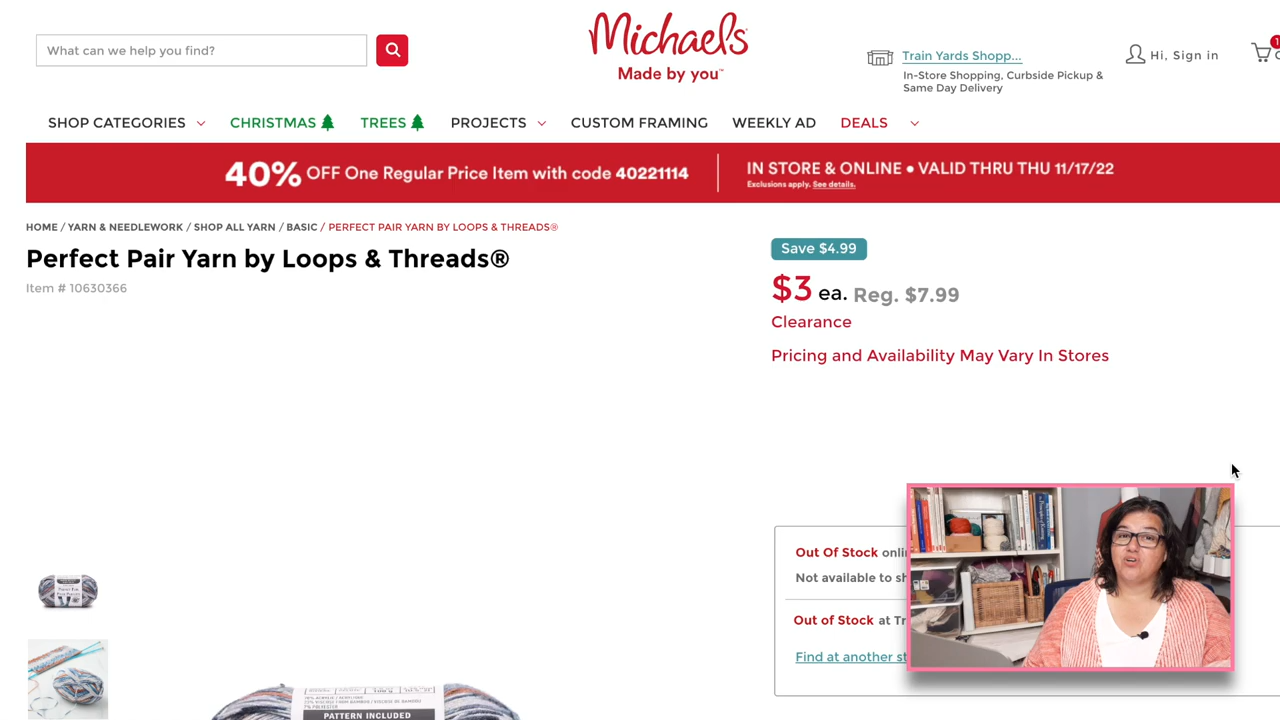 What can we help you find?
Michaels
Made by you™
Train Yards Shopp...
In-Store Shopping, Curbside Pickup &
Same Day Delivery
Hi, Sign in
1
SHOP CATEGORIES
CHRISTMAS
TREES
PROJECTS
CUSTOM FRAMING
WEEKLY AD
DEALS
40% OFF One Regular Price Item with code 40221114
IN STORE & ONLINE • VALID THRU THU 11/17/22
Exclusions apply. See details.
HOME / YARN & NEEDLEWORK / SHOP ALL YARN / BASIC / PERFECT PAIR YARN BY LOOPS & THREADS®
Perfect Pair Yarn by Loops & Threads®
Item # 10630366
Save $4.99
$3 ea. Reg. $7.99
Clearance
Pricing and Availability May Vary In Stores
Out Of Stock
Not available to
Out of Stock at
Find at another
PATTERN INCLUDED